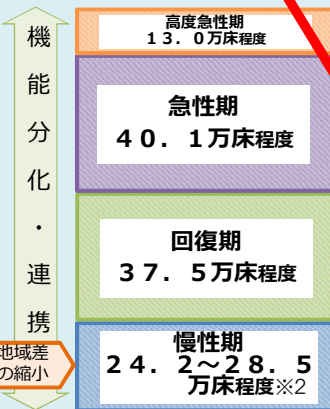 機能分化・連携
地域差
の縮小
高度急性期
13.0万床程度
急性期
40.1万床程度
回復期
37.5万床程度
慢性期
24.2～28.5
万床程度※2